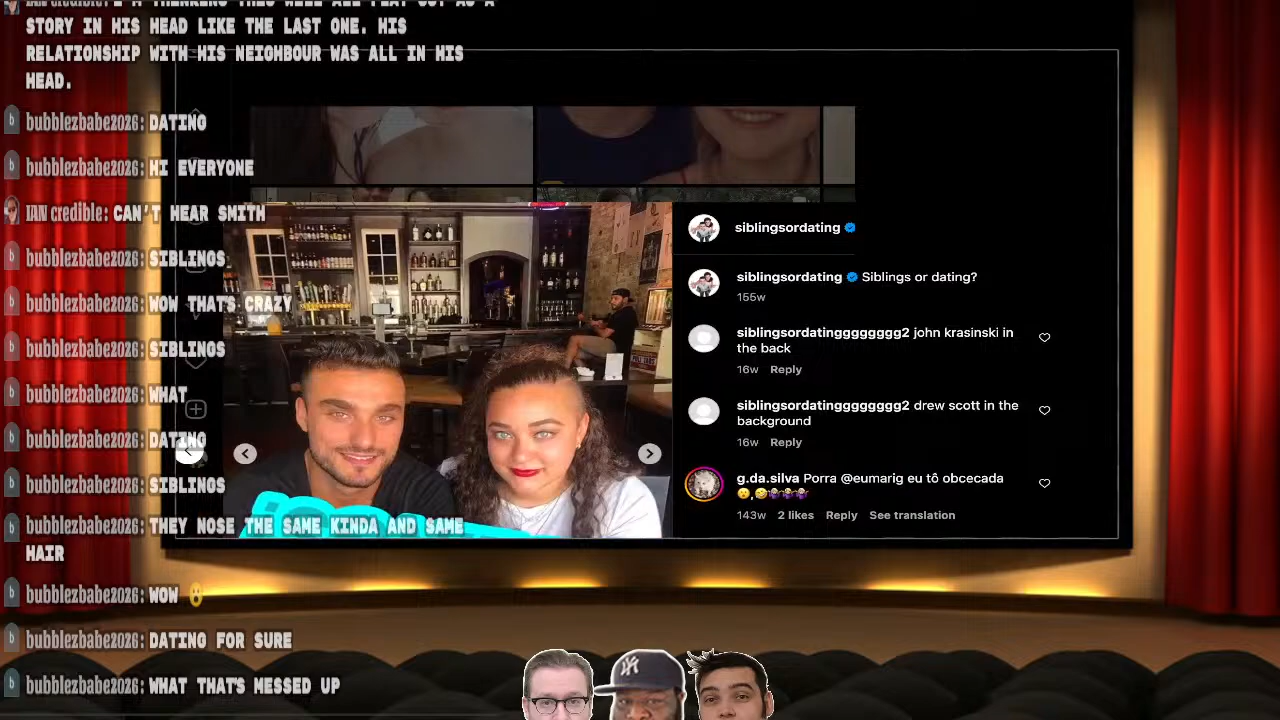 STORY IN HIS HEAD LIKE THE LAST ONE. HIS
RELATIONSHIP WITH HIS NEIGHBOUR WAS ALL IN HIS
HEAD.
bubblezbabe2026: DATING
bubblezbabe2026: HI EVERYONE
IAN credible: CAN'T HEAR SMITH
bubblezbabe2026: SIBLINGS
bubblezbabe2026: WOW THAT'S CRAZY
bubblezbabe2026: SIBLINGS
bubblezbabe2026: WHAT
bubblezbabe2026: DATING
bubblezbabe2026: SIBLINGS
bubblezbabe2026: THEY NOSE THE SAME KINDA AND SAME
HAIR
bubblezbabe2026: WOW 😮
bubblezbabe2026: DATING FOR SURE
bubblezbabe2026: WHAT THAT'S MESSED UP
siblingsordating
siblingsordating Siblings or dating?
155w
siblingsordatingggggggg2 john krasinski in
the back
16w Reply
siblingsordatingggggggg2 drew scott in the
background
16w Reply
g.da.silva Porra @eumarig eu tô obcecada
143w 2 likes Reply See translation